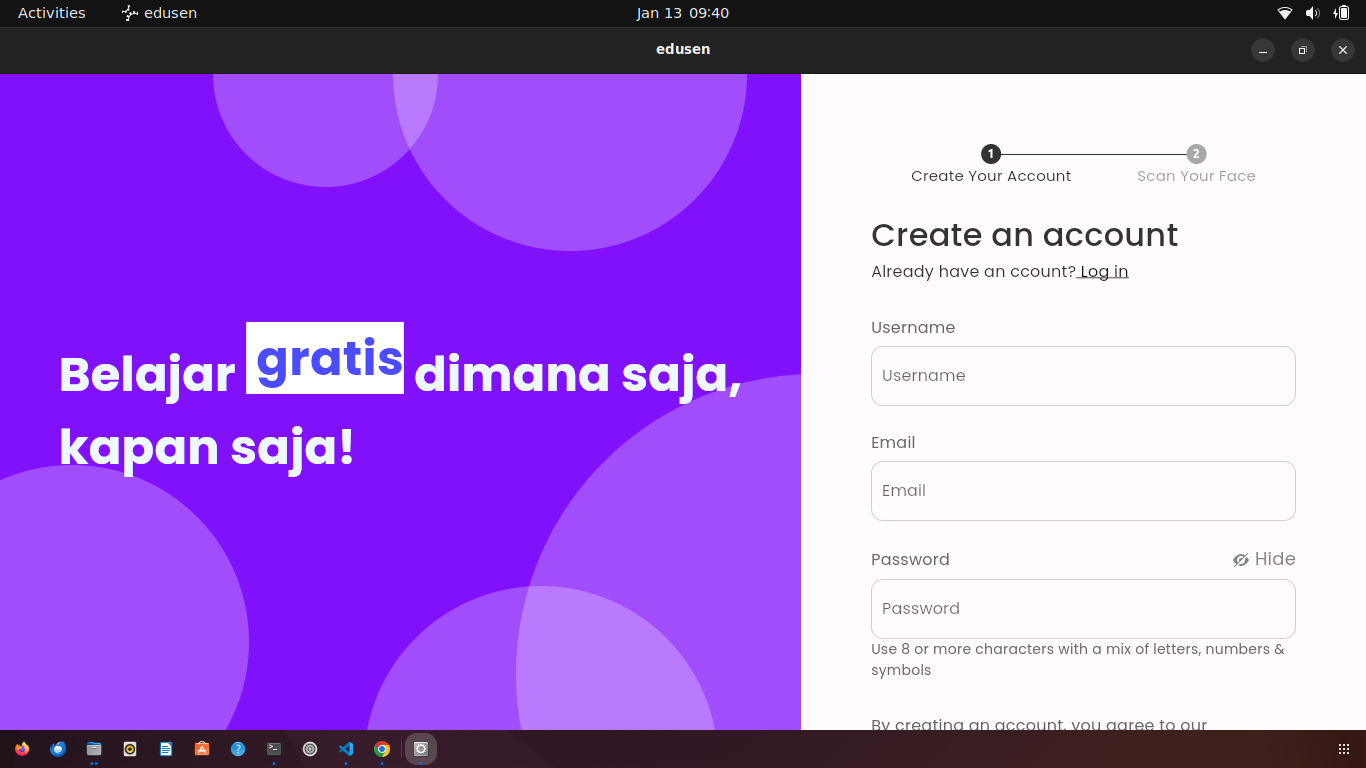 Activities
edusen
Jan 13 09:40
edusen
Belajar gratis dimana saja,
kapan saja!
1
2
Create Your Account
Scan Your Face
Create an account
Already have an ccount? Log in
Username
Username
Email
Email
Password
Hide
Password
Use 8 or more characters with a mix of letters, numbers &
symbols
By creating an account, you agree to our